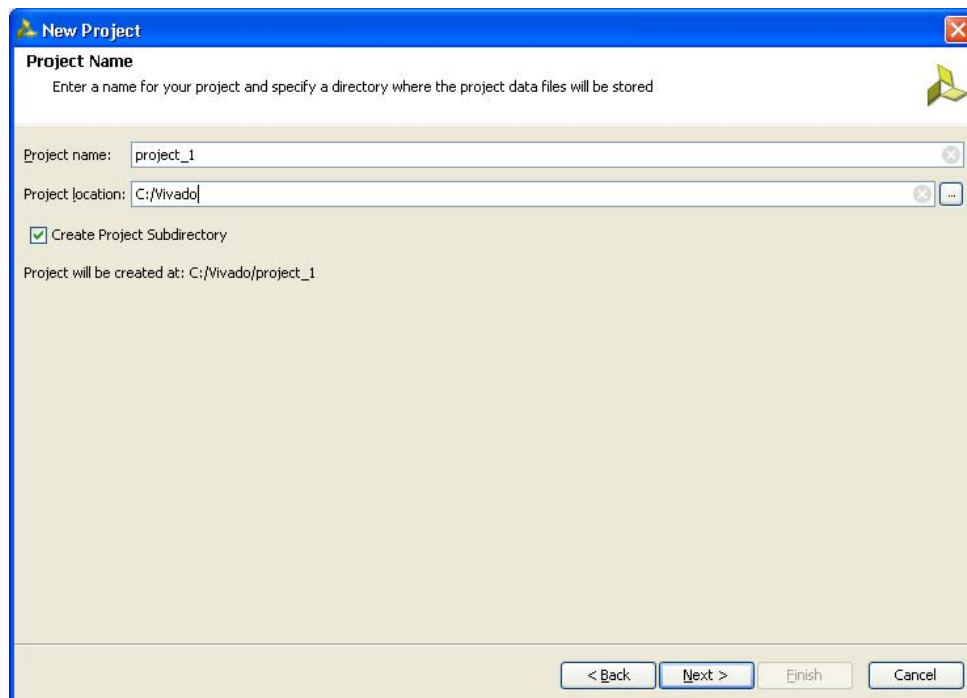 New Project
Project Name
Enter a name for your project and specify a directory where the project data files will be stored
Project name: project_1
Project location: C:/Vivado ...
Create Project Subdirectory
Project will be created at: C:/Vivado/project_1
< Back Next > Finish Cancel